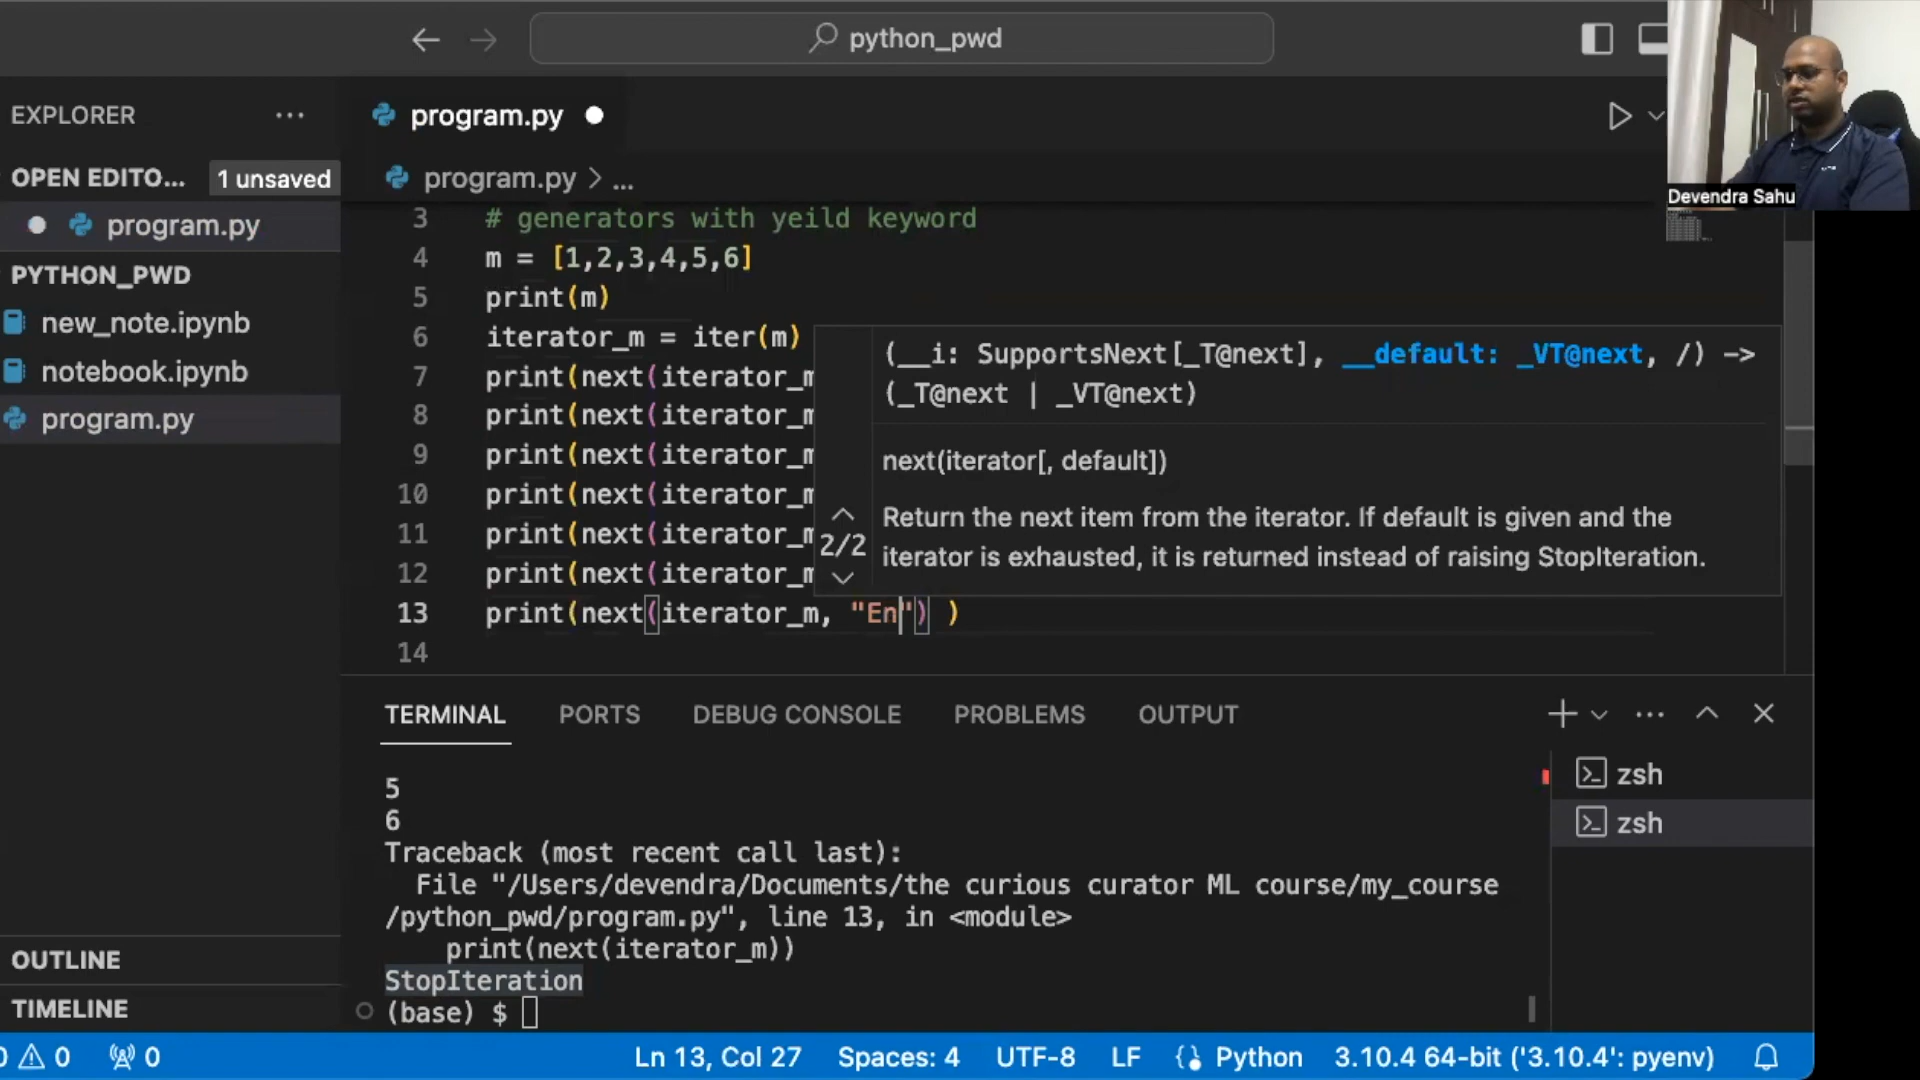 python_pwd
EXPLORER ...
program.py
Devendra Sahu
OPEN EDITO... 1 unsaved
program.py > ...
program.py
PYTHON_PWD
new_note.ipynb
notebook.ipynb
program.py
3 # generators with yeild keyword
4 m = [1,2,3,4,5,6]
5 print(m)
6 iterator_m = iter(m)
7 print(next(iterator_m
8 print(next(iterator_m
9 print(next(iterator_m
10 print(next(iterator_m
11 print(next(iterator_m
12 print(next(iterator_m
13 print(next(iterator_m, "En") )
14
(__i: SupportsNext[_T@next], __default: _VT@next, /) ->
(_T@next | _VT@next)
next(iterator[, default])
Return the next item from the iterator. If default is given and the
2/2
iterator is exhausted, it is returned instead of raising StopIteration.
TERMINAL PORTS DEBUG CONSOLE PROBLEMS OUTPUT
5
6
Traceback (most recent call last):
File "/Users/devendra/Documents/the curious curator ML course/my_course
/python_pwd/program.py", line 13, in <module>
print(next(iterator_m))
StopIteration
(base) $
zsh
zsh
OUTLINE
TIMELINE
0 0 0 Ln 13, Col 27 Spaces: 4 UTF-8 LF Python 3.10.4 64-bit ('3.10.4': pyenv)